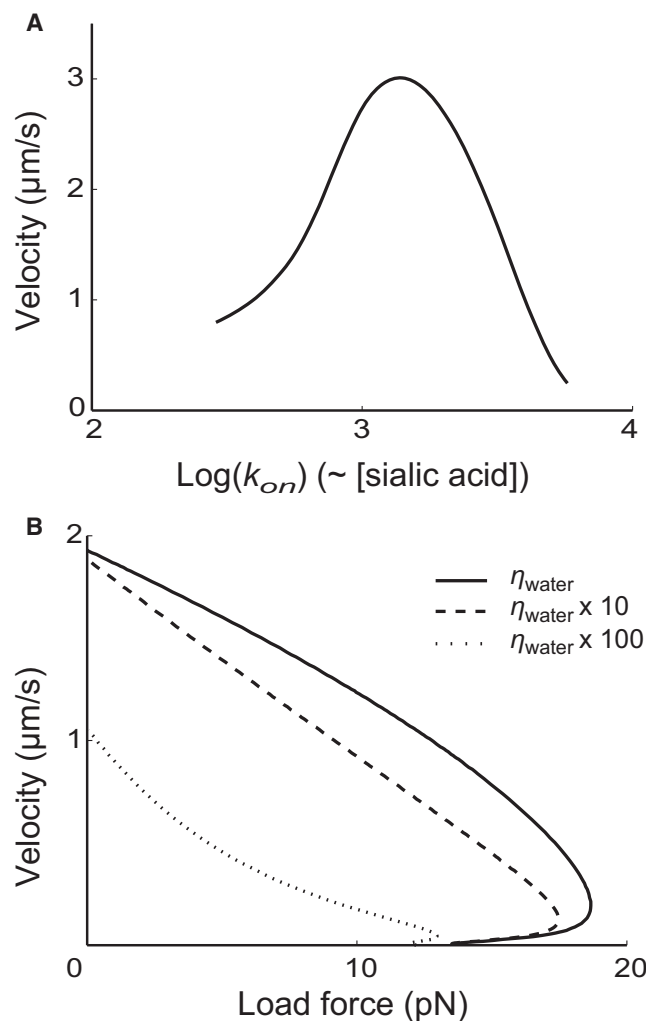 A
Velocity (μm/s)
3
2
1
0
2 3 4
Log(kon) (~ [sialic acid])
B
Velocity (μm/s)
2
1
ηwater
ηwater x 10
ηwater x 100
0 10 20
Load force (pN)